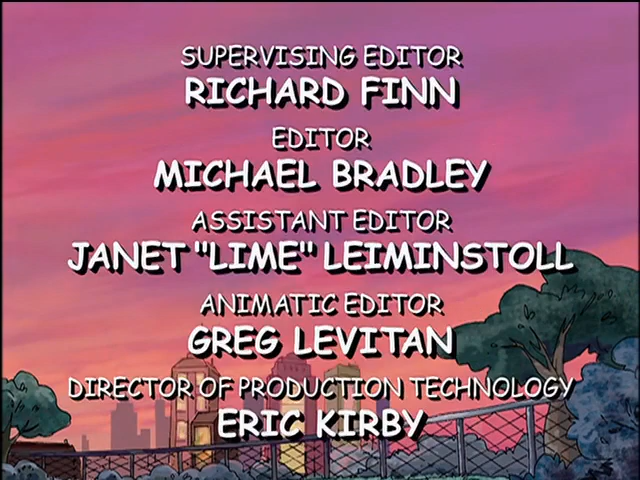 SUPERVISING EDITOR
RICHARD FINN
EDITOR
MICHAEL BRADLEY
ASSISTANT EDITOR
JANET "LIME" LEIMINSTOLL
ANIMATIC EDITOR
GREG LEVITAN
DIRECTOR OF PRODUCTION TECHNOLOGY
ERIC KIRBY